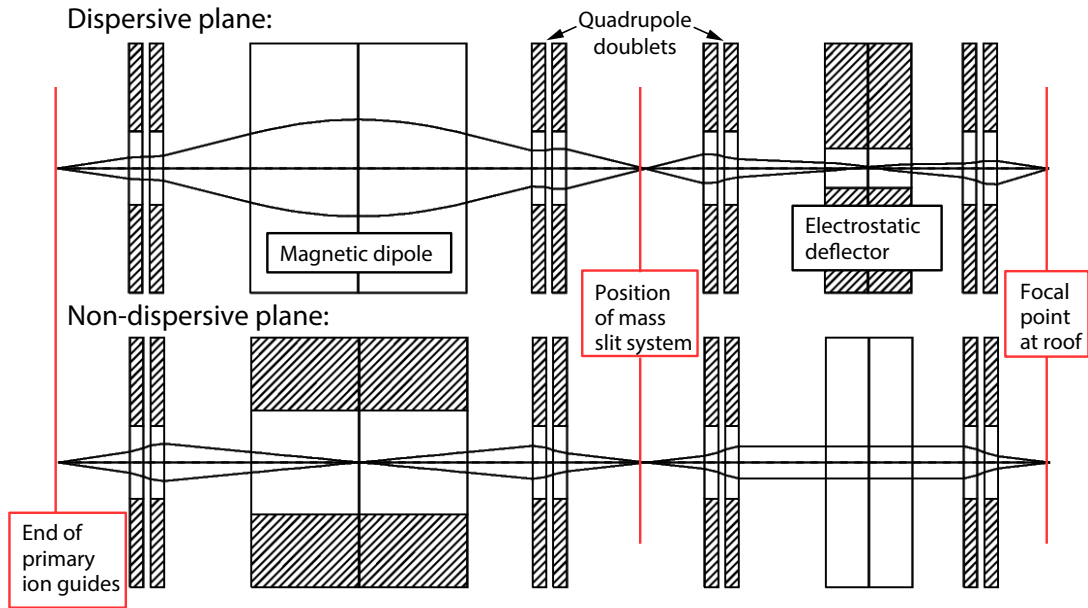 Dispersive plane:
Quadrupole
doublets
Magnetic dipole
Electrostatic
deflector
Position
of mass
slit system
Focal
point
at roof
Non-dispersive plane:
End of
primary
ion guides